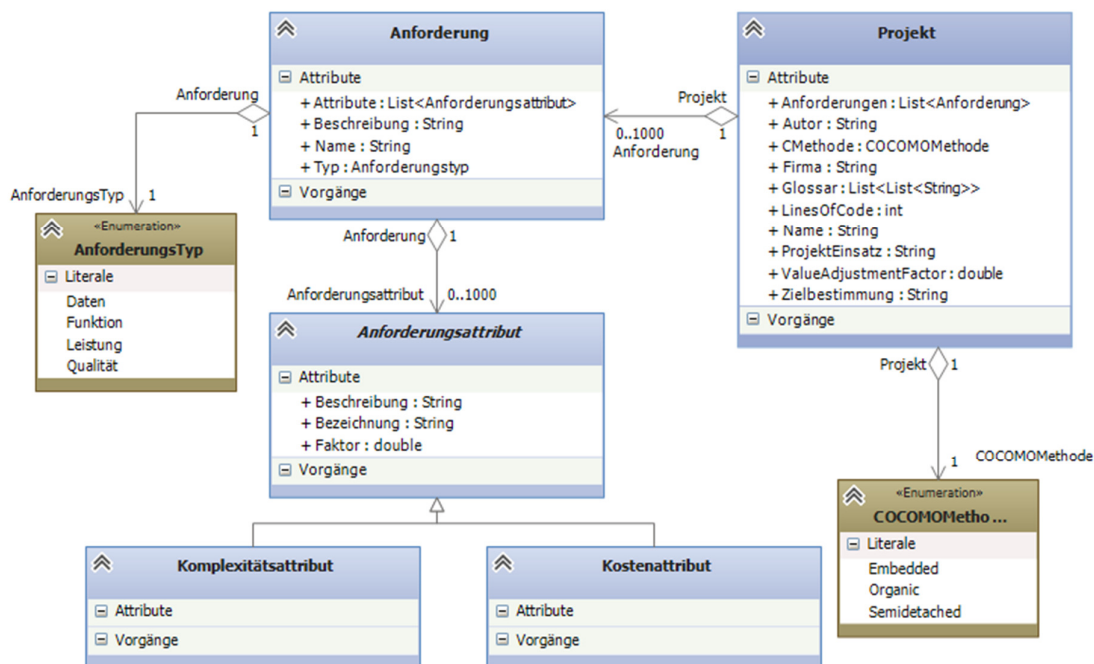 Anforderung
Attribute
+ Attribute : List<Anforderungsattribut>
+ Beschreibung : String
+ Name : String
+ Typ : Anforderungstyp
Vorgänge
Projekt
Attribute
+ Anforderungen : List<Anforderung>
+ Autor : String
+ CMethode : COCOMOMethode
+ Firma : String
+ Glossar : List<List<String>>
+ LinesOfCode : int
+ Name : String
+ ProjektEinsatz : String
+ ValueAdjustmentFactor : double
+ Zielbestimmung : String
Vorgänge
Anforderung
1
Projekt
1
0..1000
Anforderung
AnforderungsTyp
1
«Enumeration»
AnforderungsTyp
Literale
Daten
Funktion
Leistung
Qualität
Anforderung
1
Anforderungsattribut
0..1000
Anforderungsattribut
Attribute
+ Beschreibung : String
+ Bezeichnung : String
+ Faktor : double
Vorgänge
Projekt
1
1
COCOMOMethode
«Enumeration»
COCOMOMetho ...
Literale
Embedded
Organic
Semidetached
Komplexitätsattribut
Attribute
Vorgänge
Kostenattribut
Attribute
Vorgänge